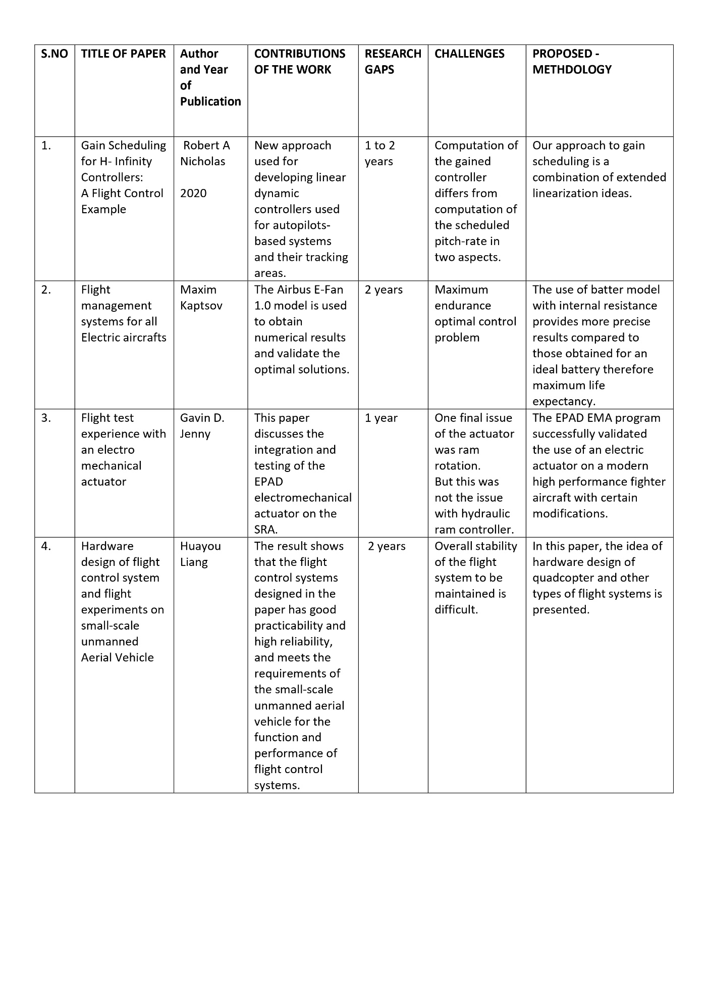 S.NO
TITLE OF PAPER
Author
and Year
of
Publication
CONTRIBUTIONS
OF THE WORK
RESEARCH
GAPS
CHALLENGES
PROPOSED -
METHDOLOGY
1.
Gain Scheduling
for H- Infinity
Controllers:
A Flight Control
Example
Robert A
Nicholas
2020
New approach
used for
developing linear
dynamic
controllers used
for autopilots-
based systems
and their tracking
areas.
1 to 2
years
Computation of
the gained
controller
differs from
computation of
the scheduled
pitch-rate in
two aspects.
Our approach to gain
scheduling is a
combination of extended
linearization ideas.
2.
Flight
management
systems for all
Electric aircrafts
Maxim
Kaptsov
The Airbus E-Fan
1.0 model is used
to obtain
numerical results
and validate the
optimal solutions.
2 years
Maximum
endurance
optimal control
problem
The use of batter model
with internal resistance
provides more precise
results compared to
those obtained for an
ideal battery therefore
maximum life
expectancy.
3.
Flight test
experience with
an electro
mechanical
actuator
Gavin D.
Jenny
This paper
discusses the
integration and
testing of the
EPAD
electromechanical
actuator on the
SRA.
1 year
One final issue
of the actuator
was ram
rotation.
But this was
not the issue
with hydraulic
ram controller.
The EPAD EMA program
successfully validated
the use of an electric
actuator on a modern
high performance fighter
aircraft with certain
modifications.
4.
Hardware
design of flight
control system
and flight
experiments on
small-scale
unmanned
Aerial Vehicle
Huayou
Liang
The result shows
that the flight
control systems
designed in the
paper has good
practicability and
high reliability,
and meets the
requirements of
the small-scale
unmanned aerial
vehicle for the
function and
performance of
flight control
systems.
2 years
Overall stability
of the flight
system to be
maintained is
difficult.
In this paper, the idea of
hardware design of
quadcopter and other
types of flight systems is
presented.